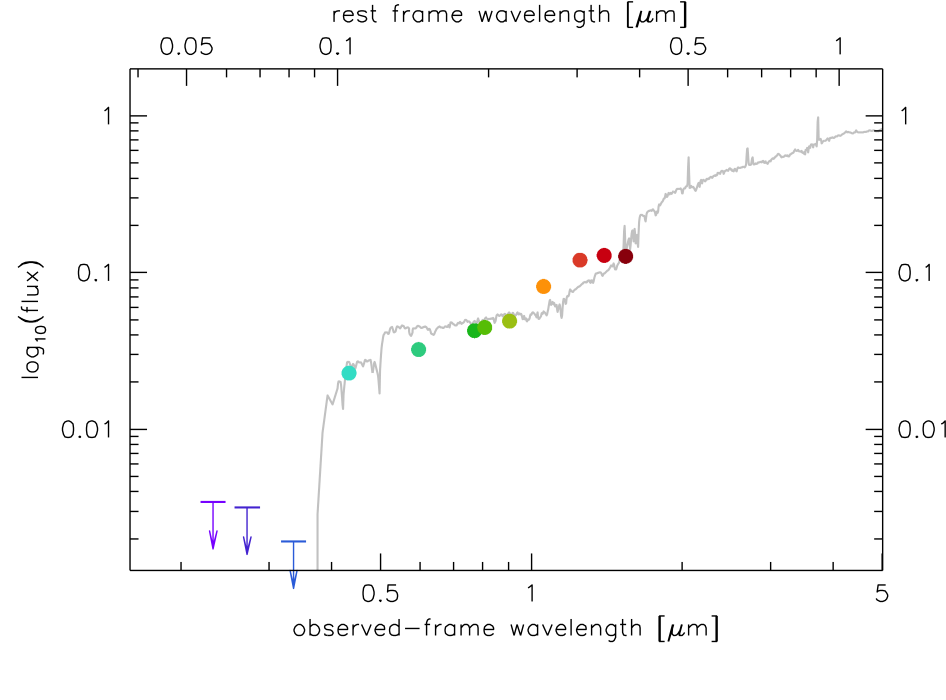 rest frame wavelength [μm]
0.05 0.1 0.5 1
1 1
log10(flux)
0.1 0.1
0.01 0.01
0.5 1 5
observed-frame wavelength [μm]